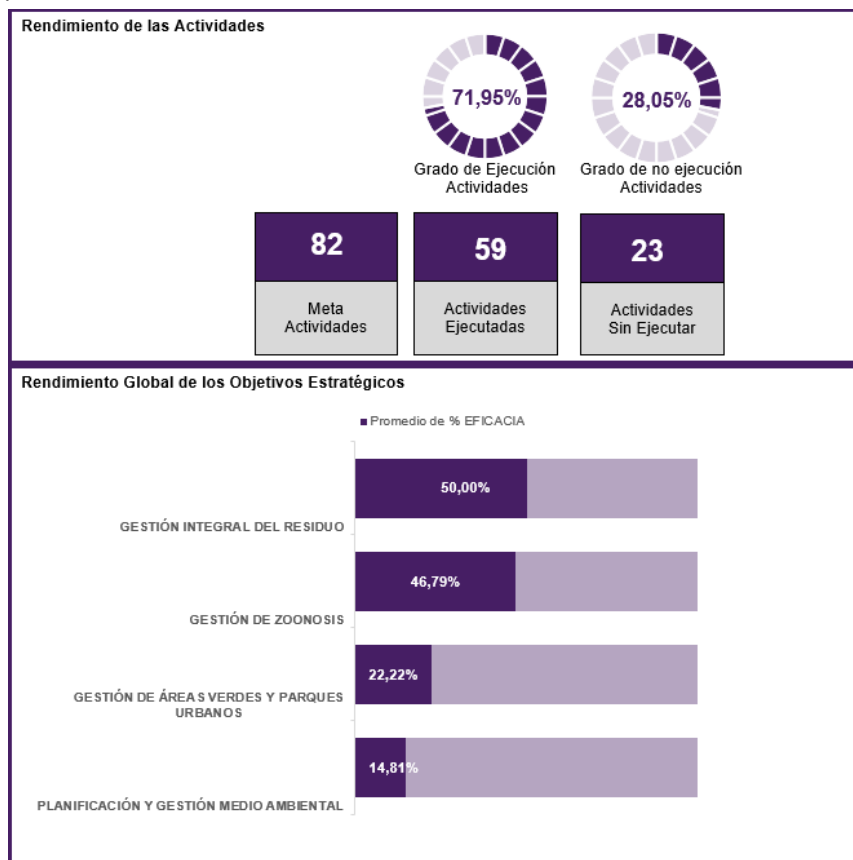 Rendimiento de las Actividades
71,95%
28,05%
Grado de Ejecución
Actividades
Grado de no ejecución
Actividades
82
59
23
Meta
Actividades
Actividades
Ejecutadas
Actividades
Sin Ejecutar
Rendimiento Global de los Objetivos Estratégicos
Promedio de % EFICACIA
50,00%
GESTIÓN INTEGRAL DEL RESIDUO
46,79%
GESTIÓN DE ZOONOSIS
22,22%
GESTIÓN DE ÁREAS VERDES Y PARQUES
URBANOS
14,81%
PLANIFICACIÓN Y GESTIÓN MEDIO AMBIENTAL